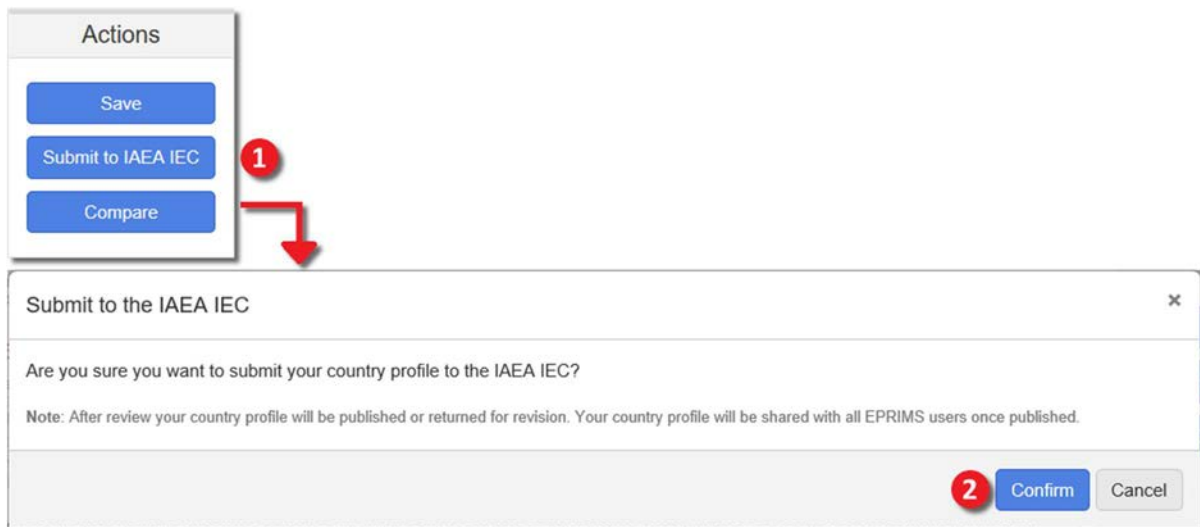 Actions
Save
Submit to IAEA IEC
1
Compare
Submit to the IAEA IEC ×
Are you sure you want to submit your country profile to the IAEA IEC?
Note: After review your country profile will be published or returned for revision. Your country profile will be shared with all EPRIMS users once published.
2 Confirm Cancel